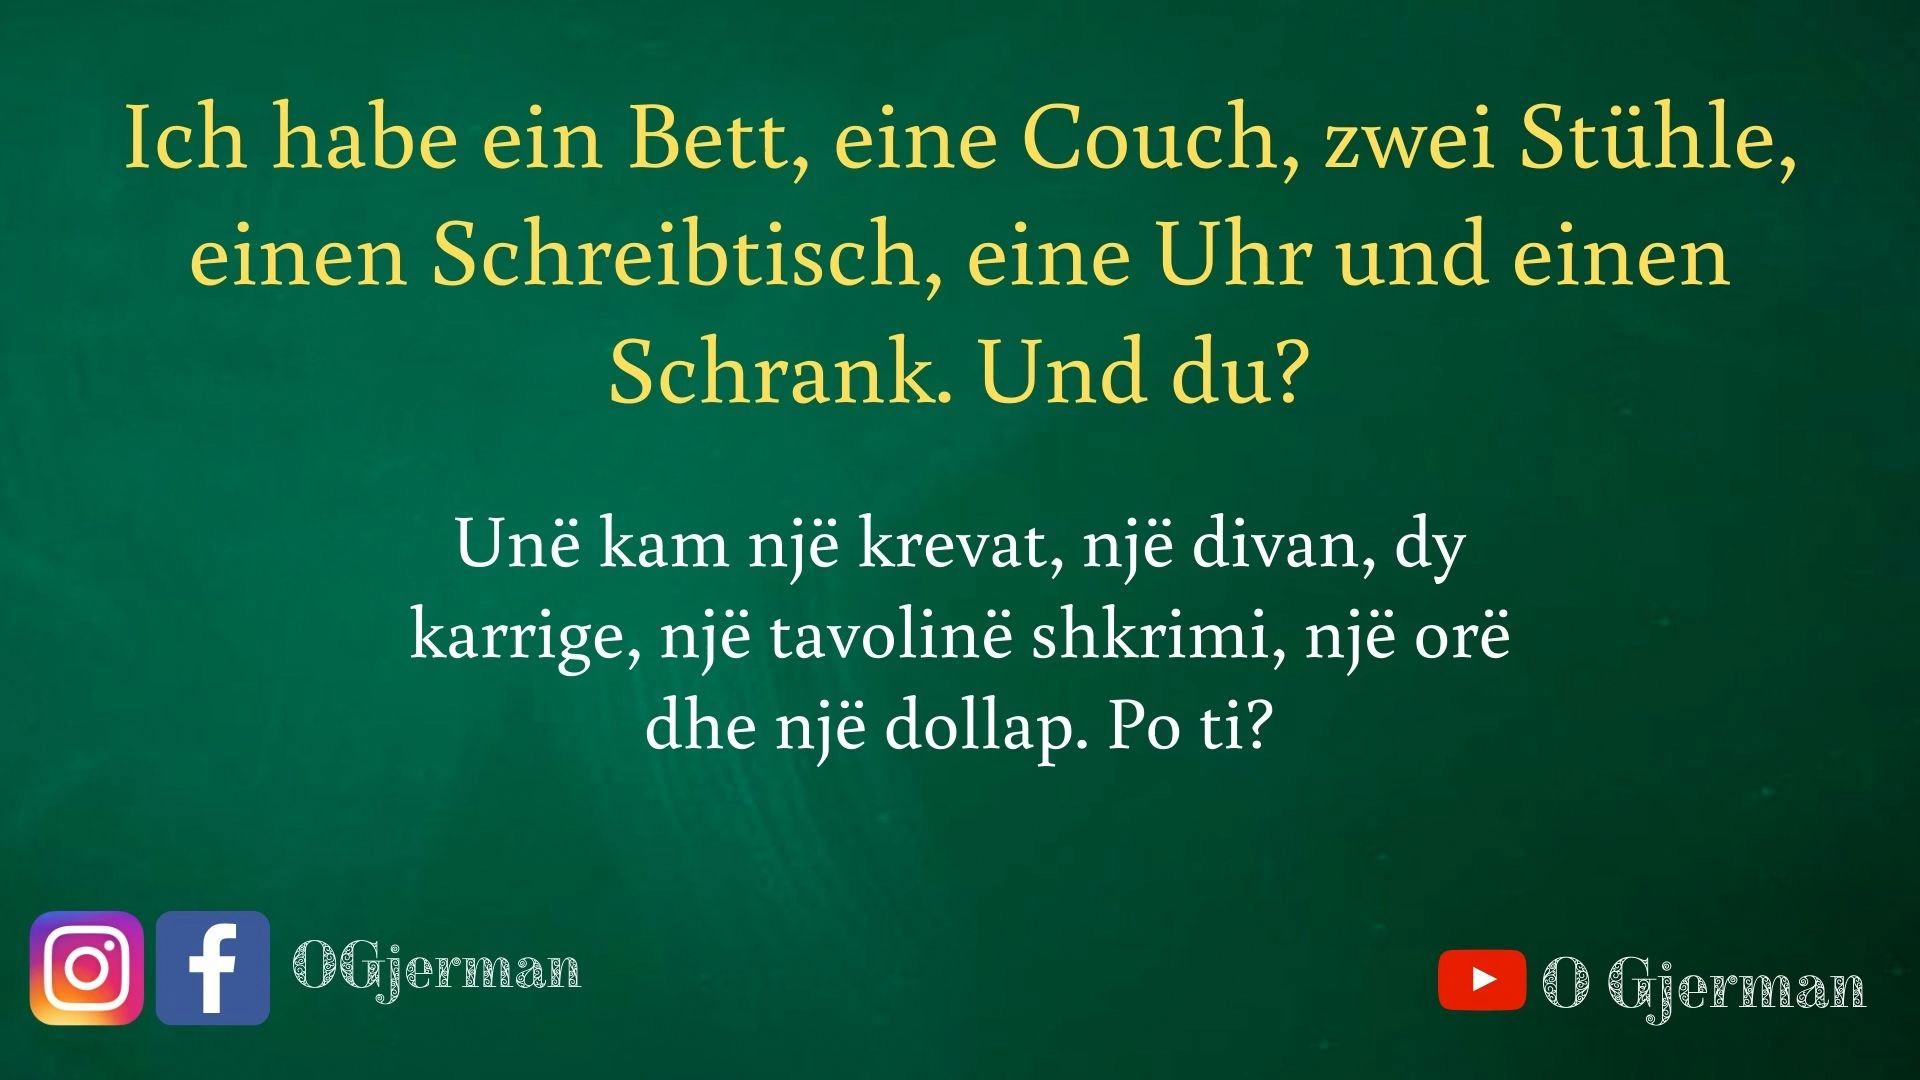 Ich habe ein Bett, eine Couch, zwei Stühle,
einen Schreibtisch, eine Uhr und einen
Schrank. Und du?
Unë kam një krevat, një divan, dy
karrige, një tavolinë shkrimi, një orë
dhe një dollap. Po ti?
OGjerman
O Gjerman